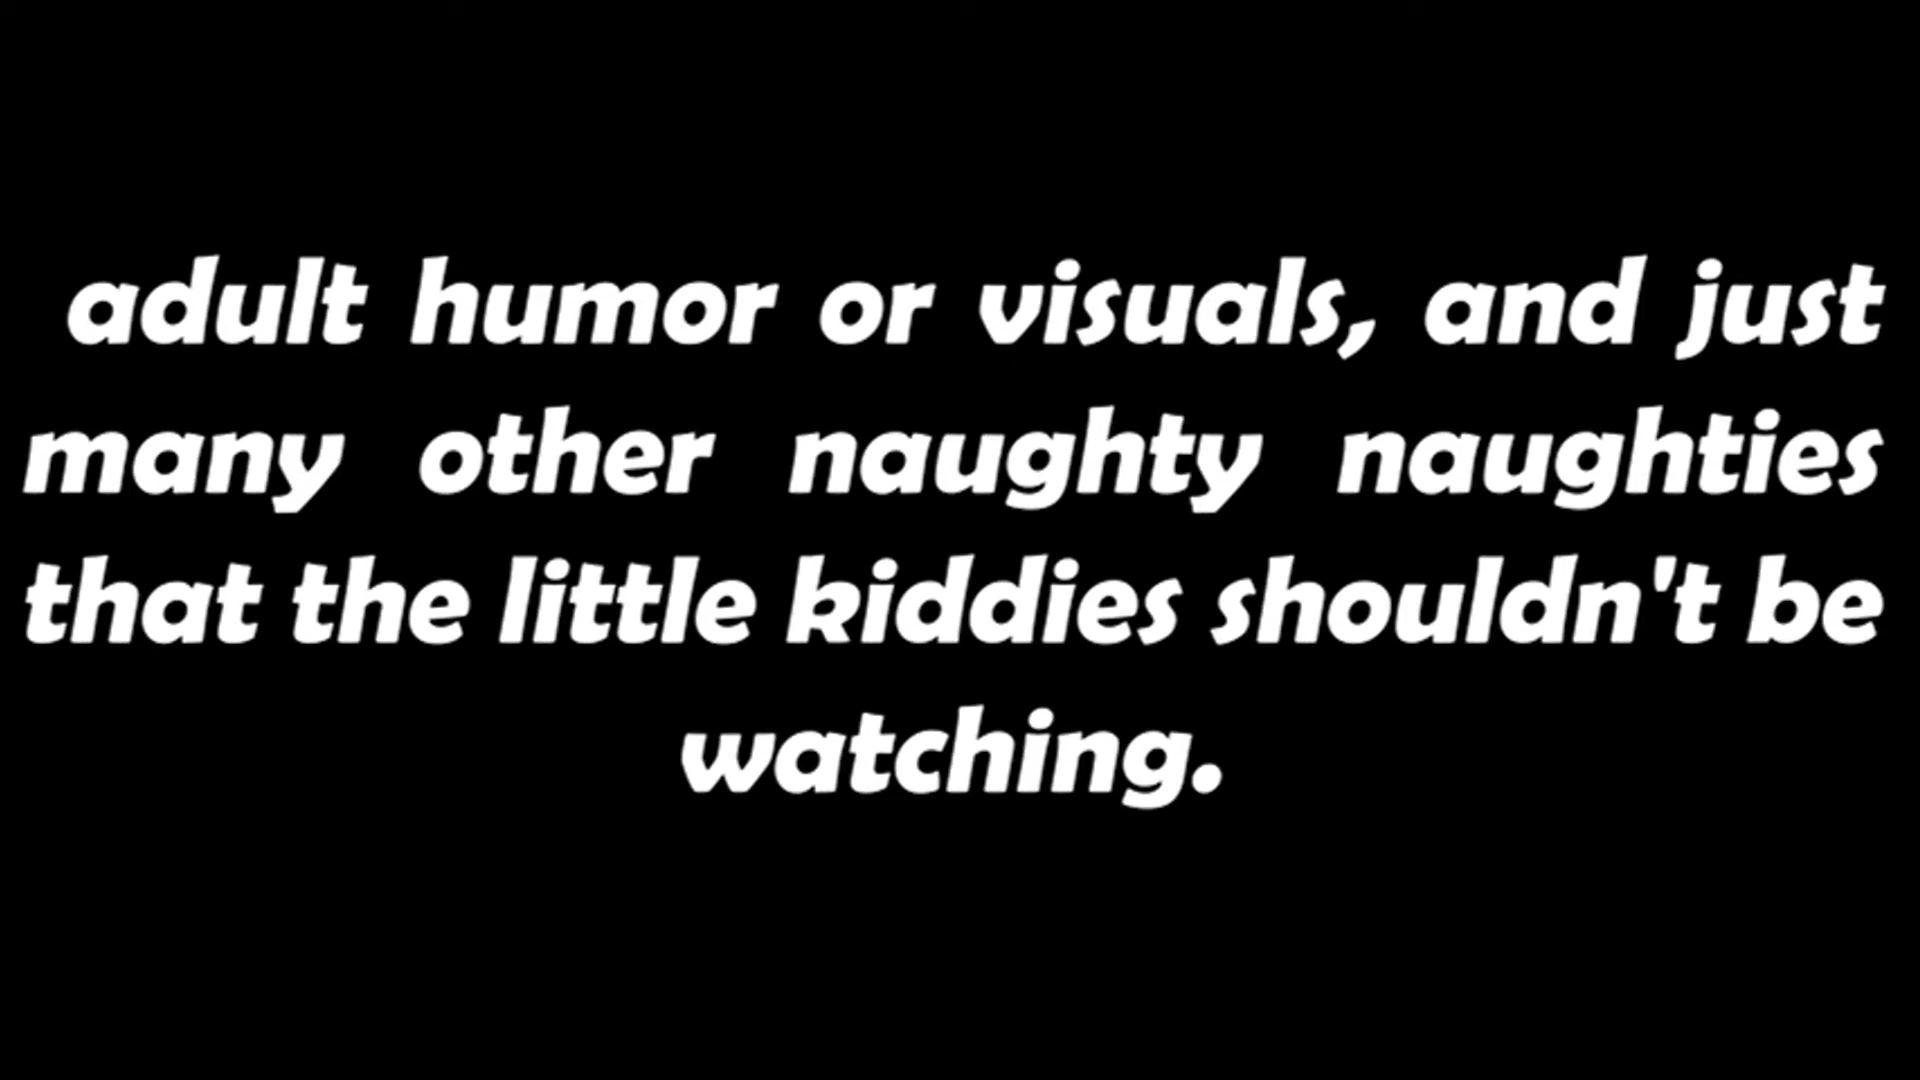 adult humor or visuals, and just
many other naughty naughties
that the little kiddies shouldn't be
watching.